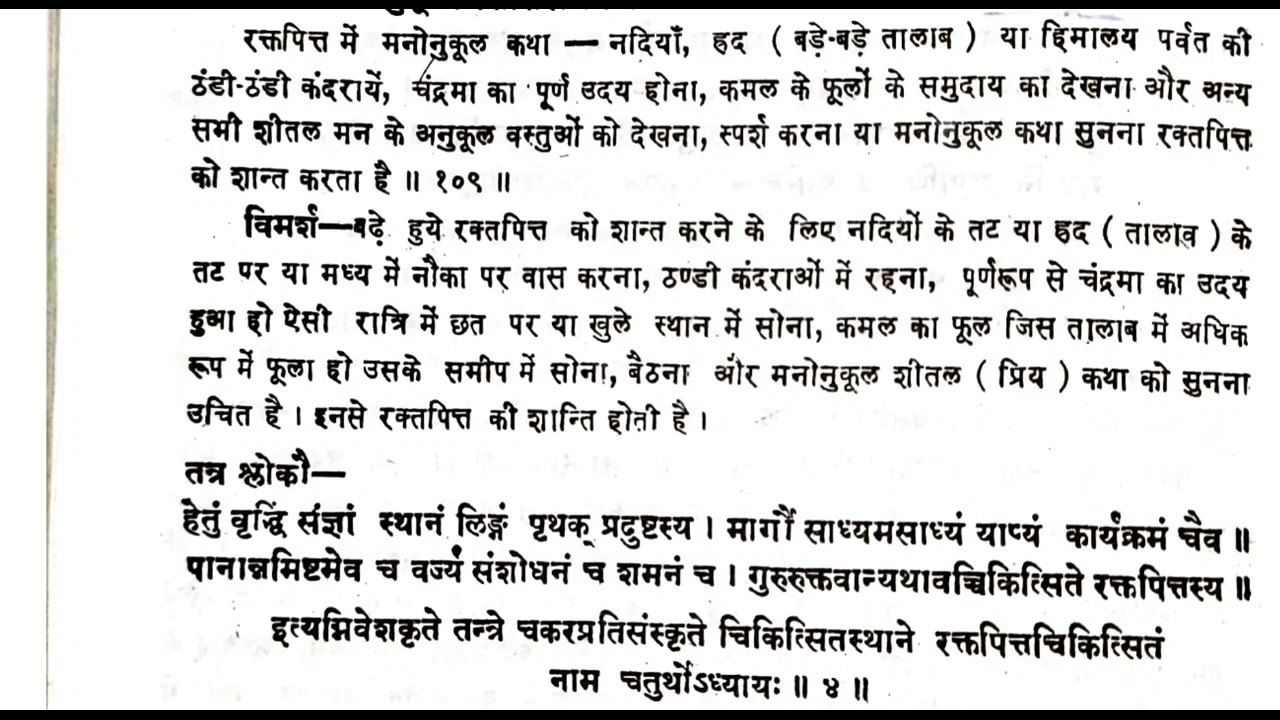 रक्तपित्त में मनोनुकूल कथा — नदियाँ, ह्रद ( बड़े-बड़े तालाब ) या हिमालय पर्वत की
ठंडी-ठंडी कंदरायें, चंद्रमा का पूर्ण उदय होना, कमल के फूलों के समुदाय का देखना और अन्य
सभी शीतल मन के अनुकूल वस्तुओं को देखना, स्पर्श करना या मनोनुकूल कथा सुनना रक्तपित्त
को शान्त करता है ॥ १०९ ॥
विमर्श—बढ़े हुये रक्तपित्त को शान्त करने के लिए नदियों के तट या ह्रद ( तालाब ) के
तट पर या मध्य में नौका पर वास करना, ठण्डी कंदराओं में रहना, पूर्णरूप से चंद्रमा का उदय
हुआ हो ऐसी रात्रि में छत पर या खुले स्थान में सोना, कमल का फूल जिस तालाब में अधिक
रूप में फूला हो उसके समीप में सोना, बैठना और मनोनुकूल शीतल ( प्रिय ) कथा को सुनना
उचित है । इनसे रक्तपित्त की शान्ति होती है ।
तत्र श्लोकौ—
हेतुं वृद्धिं संज्ञां स्थानं लिङ्गं पृथक् प्रदुष्टस्य । मार्गौ साध्यमसाध्यं याप्यं कार्यक्रमं चैव ॥
पानान्नमिष्टमेव च वर्ज्यं संशोधनं च शमनं च । गुरुरुक्तवान्यथावच्चिकित्सिते रक्तपित्तस्य ॥
इत्यग्निवेशकृते तन्त्रे चकरप्रतिसंस्कृते चिकित्सितस्थाने रक्तपित्तचिकित्सितं
नाम चतुर्थोऽध्यायः ॥ ४ ॥